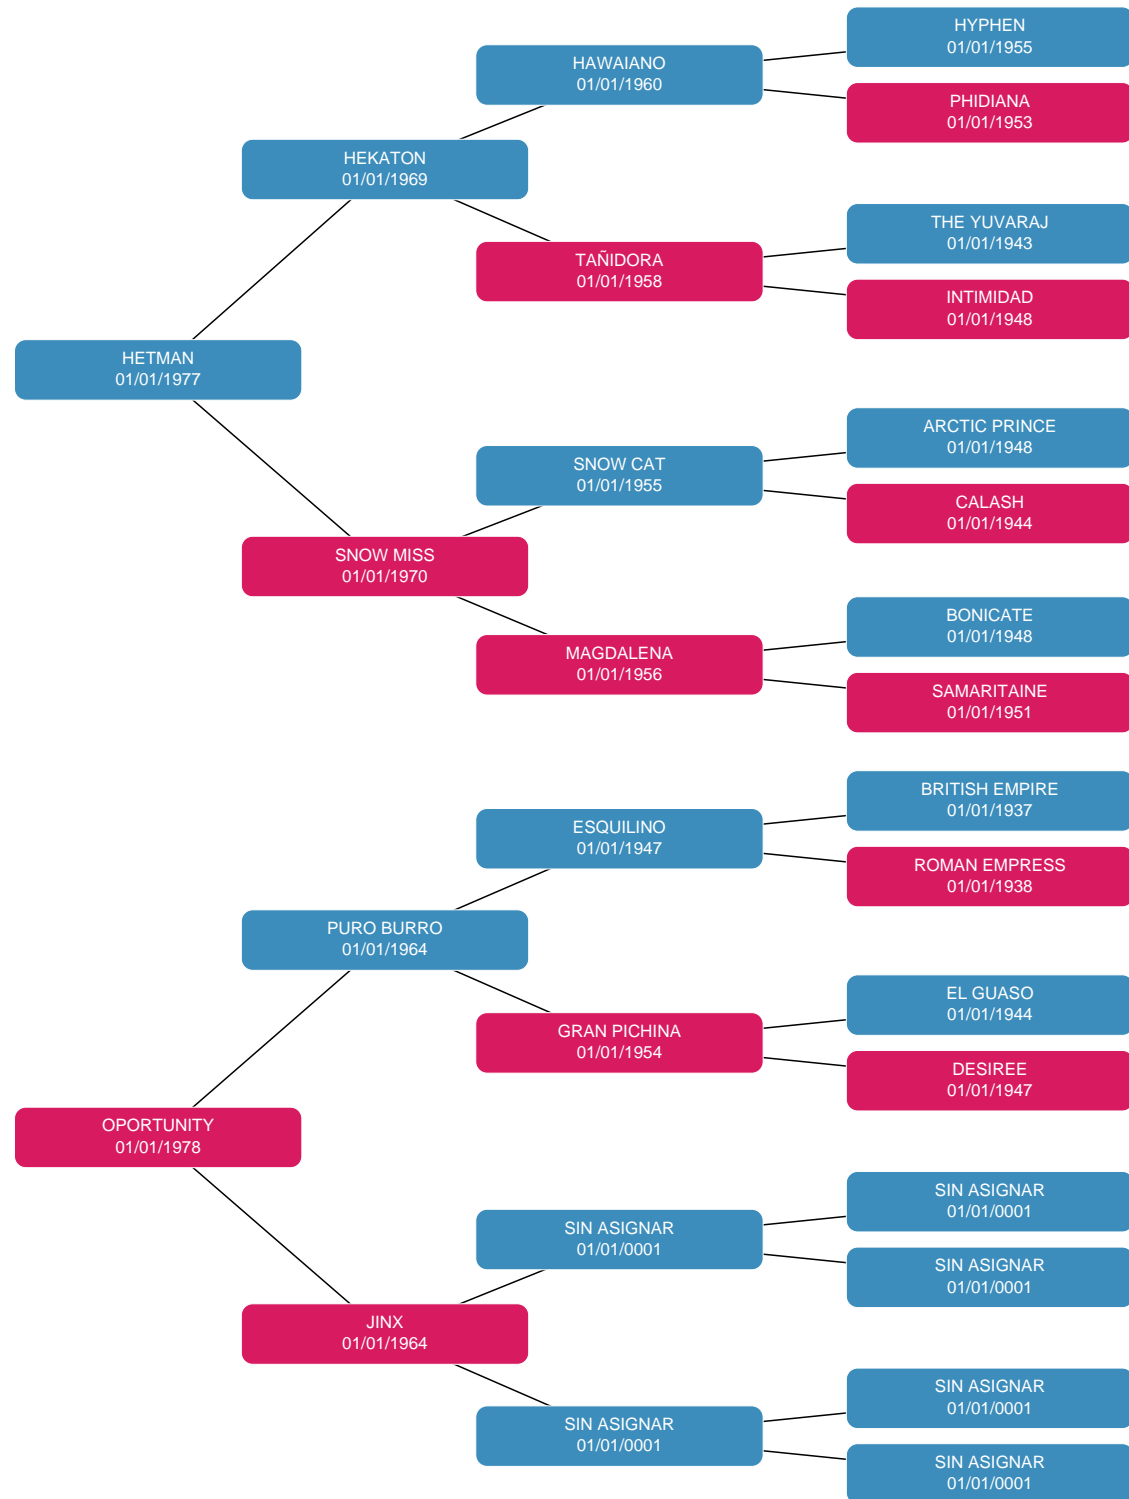 HYPHEN
01/01/1955
HAWAIANO
01/01/1960
PHIDIANA
01/01/1953
HEKATON
01/01/1969
THE YUVARAJ
01/01/1943
TAÑIDORA
01/01/1958
INTIMIDAD
01/01/1948
HETMAN
01/01/1977
ARCTIC PRINCE
01/01/1948
SNOW CAT
01/01/1955
CALASH
01/01/1944
SNOW MISS
01/01/1970
BONICATE
01/01/1948
MAGDALENA
01/01/1956
SAMARITAINE
01/01/1951
BRITISH EMPIRE
01/01/1937
ESQUILINO
01/01/1947
ROMAN EMPRESS
01/01/1938
PURO BURRO
01/01/1964
EL GUASO
01/01/1944
GRAN PICHINA
01/01/1954
DESIREE
01/01/1947
OPORTUNITY
01/01/1978
SIN ASIGNAR
01/01/0001
SIN ASIGNAR
01/01/0001
SIN ASIGNAR
01/01/0001
JINX
01/01/1964
SIN ASIGNAR
01/01/0001
SIN ASIGNAR
01/01/0001
SIN ASIGNAR
01/01/0001